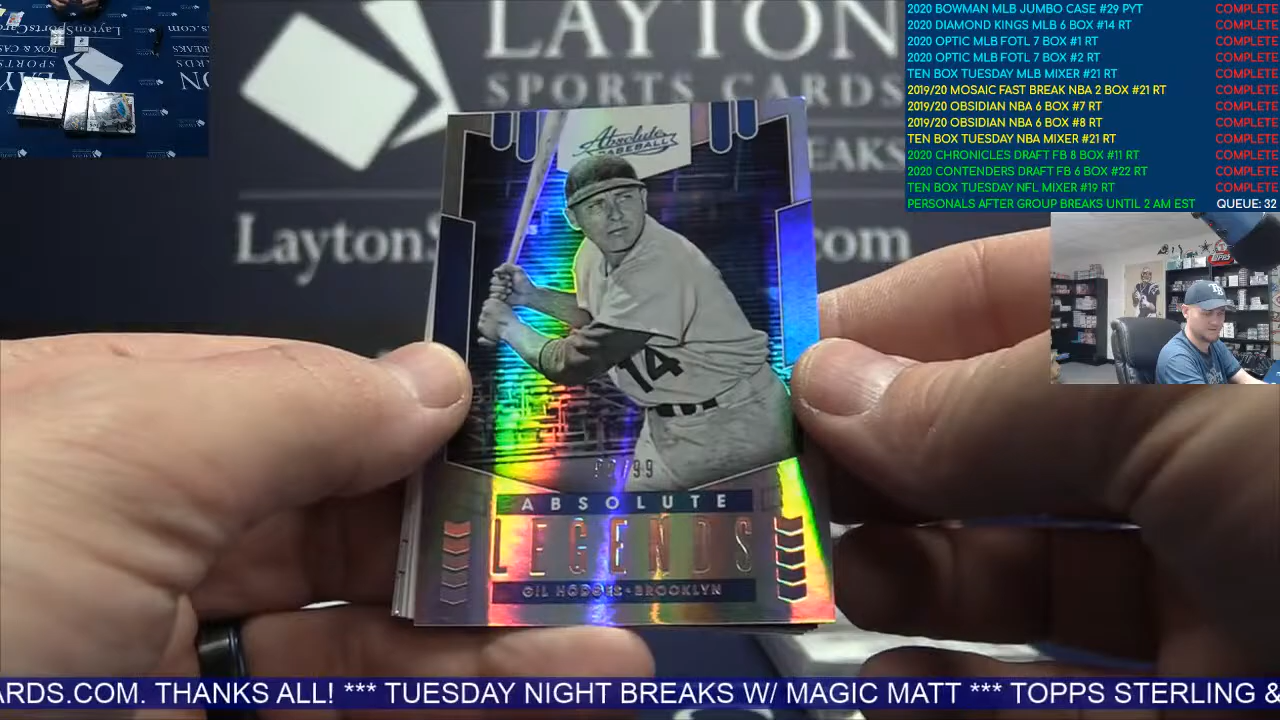 LAYTON
SPORTS CARDS
BREAKS
LaytonS
com
Absolute
BASEBALL
14
/99
ABSOLUTE
LEGENDS
GIL HODGES • BROOKLYN
2020 BOWMAN MLB JUMBO CASE #29 PYT COMPLETE
2020 DIAMOND KINGS MLB 6 BOX #14 RT COMPLETE
2020 OPTIC MLB FOTL 7 BOX #1 RT COMPLETE
2020 OPTIC MLB FOTL 7 BOX #2 RT COMPLETE
TEN BOX TUESDAY MLB MIXER #21 RT COMPLETE
2019/20 MOSAIC FAST BREAK NBA 2 BOX #21 RT COMPLETE
2019/20 OBSIDIAN NBA 6 BOX #7 RT COMPLETE
2019/20 OBSIDIAN NBA 6 BOX #8 RT COMPLETE
TEN BOX TUESDAY NBA MIXER #21 RT COMPLETE
2020 CHRONICLES DRAFT FB 8 BOX #11 RT COMPLETE
2020 CONTENDERS DRAFT FB 6 BOX #22 RT COMPLETE
TEN BOX TUESDAY NFL MIXER #19 RT COMPLETE
PERSONALS AFTER GROUP BREAKS UNTIL 2 AM EST QUEUE: 32
TOPPS
ARDS.COM. THANKS ALL! *** TUESDAY NIGHT BREAKS W/ MAGIC MATT *** TOPPS STERLING &